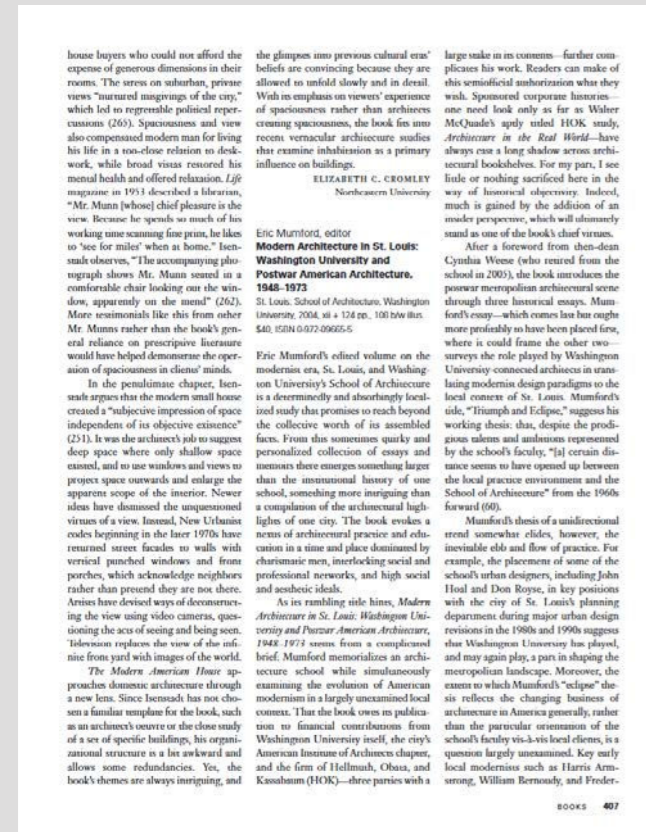 house buyers who could not afford the
expense of generous dimensions in their
rooms. The stress on suburban, private
views "nurtured misgivings of the city,"
which led to regrettable political reper-
cussions (265). Spaciousness and view
also compensated modern man for living
his life in a too-close relation to desk-
work, while broad vistas restored his
mental health and offered relaxation. Life
magazine in 1953 described a librarian,
"Mr. Munn [whose] chief pleasure is the
view. Because he spends so much of his
working time scanning fine print, he likes
to 'see for miles' when at home." Isen-
stadt observes, "The accompanying pho-
tograph shows Mr. Munn seated in a
comfortable chair looking out the win-
dow, apparently on the mend" (262).
More testimonials like this from other
Mr. Munns rather than the book's gen-
eral reliance on prescriptive literature
would have helped demonstrate the oper-
ation of spaciousness in clients' minds.
In the penultimate chapter, Isen-
stadt argues that the modern small house
created a "subjective impression of space
independent of its objective existence"
(251). It was the architect's job to suggest
deep space where only shallow space
existed, and to use windows and views to
project space outwards and enlarge the
apparent scope of the interior. Newer
ideas have dismissed the unquestioned
virtues of a view. Instead, New Urbanist
codes beginning in the later 1970s have
returned street facades to walls with
vertical punched windows and front
porches, which acknowledge neighbors
rather than pretend they are not there.
Artists have devised ways of deconstruct-
ing the view using video cameras, ques-
tioning the acts of seeing and being seen.
Television replaces the view of the infi-
nite front yard with images of the world.
The Modern American House ap-
proaches domestic architecture through
a new lens. Since Isenstadt has not cho-
sen a familiar template for the book, such
as an architect's oeuvre or the close study
of a set of specific buildings, his organi-
zational structure is a bit awkward and
allows some redundancies. Yet, the
book's themes are always intriguing, and
the glimpses into previous cultural eras'
beliefs are convincing because they are
allowed to unfold slowly and in detail.
With its emphasis on viewers' experience
of spaciousness rather than architects
creating spaciousness, the book fits into
recent vernacular architecture studies
that examine inhabitation as a primary
influence on buildings.
ELIZABETH C. CROMLEY
Northeastern University
Eric Mumford, editor
Modern Architecture in St. Louis:
Washington University and
Postwar American Architecture,
1948–1973
St. Louis: School of Architecture, Washington
University, 2004, xii + 124 pp., 108 b/w illus.
$40, ISBN 0-972-09665-5
Eric Mumford's edited volume on the
modernist era, St. Louis, and Washing-
ton University's School of Architecture
is a determinedly and absorbingly local-
ized study that promises to reach beyond
the collective worth of its assembled
facts. From this sometimes quirky and
personalized collection of essays and
memoirs there emerges something larger
than the institutional history of one
school, something more intriguing than
a compilation of the architectural high-
lights of one city. The book evokes a
nexus of architectural practice and edu-
cation in a time and place dominated by
charismatic men, interlocking social and
professional networks, and high social
and aesthetic ideals.
As its rambling title hints, Modern
Architecture in St. Louis: Washington Uni-
versity and Postwar American Architecture,
1948–1973 stems from a complicated
brief. Mumford memorializes an archi-
tecture school while simultaneously
examining the evolution of American
modernism in a largely unexamined local
context. That the book owes its publica-
tion to financial contributions from
Washington University itself, the city's
American Institute of Architects chapter,
and the firm of Hellmuth, Obata, and
Kassabaum (HOK)—three parties with a
large stake in its contents—further com-
plicates his work. Readers can make of
this semiofficial authorization what they
wish. Sponsored corporate histories—
one need look only as far as Walter
McQuade's aptly titled HOK study,
Architecture in the Real World—have
always cast a long shadow across archi-
tectural bookshelves. For my part, I see
little or nothing sacrificed here in the
way of historical objectivity. Indeed,
much is gained by the addition of an
insider perspective, which will ultimately
stand as one of the book's chief virtues.
After a foreword from then-dean
Cynthia Weese (who retired from the
school in 2005), the book introduces the
postwar metropolitan architectural scene
through three historical essays. Mum-
ford's essay—which comes last but ought
more profitably to have been placed first,
where it could frame the other two—
surveys the role played by Washington
University-connected architects in trans-
lating modernist design paradigms to the
local context of St. Louis. Mumford's
title, "Triumph and Eclipse," suggests his
working thesis: that, despite the prodi-
gious talents and ambitions represented
by the school's faculty, "[a] certain dis-
tance seems to have opened up between
the local practice environment and the
School of Architecture" from the 1960s
forward (60).
Mumford's thesis of a unidirectional
trend somewhat elides, however, the
inevitable ebb and flow of practice. For
example, the placement of some of the
school's urban designers, including John
Hoal and Don Royse, in key positions
with the city of St. Louis's planning
department during major urban design
revisions in the 1980s and 1990s suggests
that Washington University has played,
and may again play, a part in shaping the
metropolitan landscape. Moreover, the
extent to which Mumford's "eclipse" the-
sis reflects the changing business of
architecture in America generally, rather
than the particular orientation of the
school's faculty vis-à-vis local clients, is a
question largely unexamined. Key early
local modernists such as Harris Arm-
strong, William Bernoudy, and Freder-
BOOKS 407